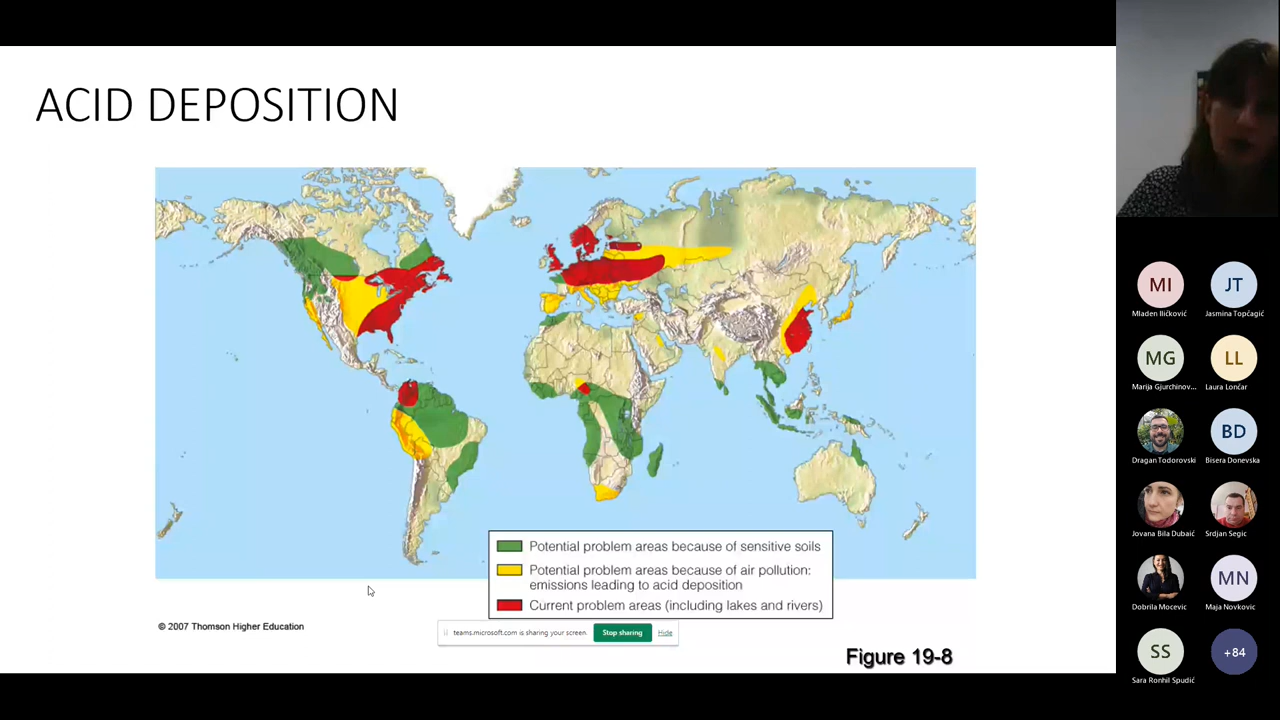 ACID DEPOSITION
Potential problem areas because of sensitive soils
Potential problem areas because of air pollution:
emissions leading to acid deposition
Current problem areas (including lakes and rivers)
© 2007 Thomson Higher Education
teams.microsoft.com is sharing your screen.
Stop sharing
Hide
Figure 19-8
MI
JT
Mladen Iličković
Jasmina Topčagić
MG
LL
Marija Gjurchinov...
Laura Lončar
BD
Dragan Todorovski
Bisera Donevska
Jovana Bila Dubaić
Srdjan Segic
MN
Dobrila Mocevic
Maja Novkovic
SS
+84
Sara Ronhil Spudić